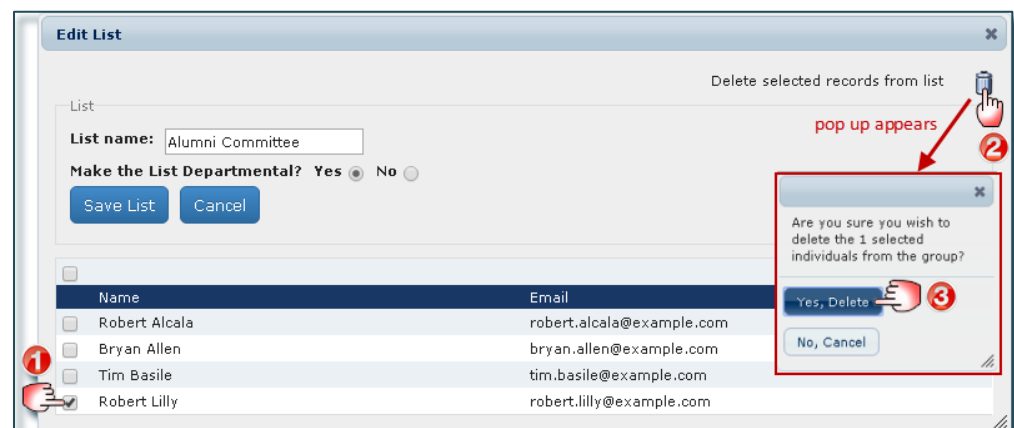 Edit List
Delete selected records from list
List
List name: Alumni Committee
Make the List Departmental? Yes No
Save List Cancel
pop up appears
2
Are you sure you wish to
delete the 1 selected
individuals from the group?
Yes, Delete
3
No, Cancel
Name Email
Robert Alcala robert.alcala@example.com
Bryan Allen bryan.allen@example.com
1
Tim Basile tim.basile@example.com
Robert Lilly robert.lilly@example.com